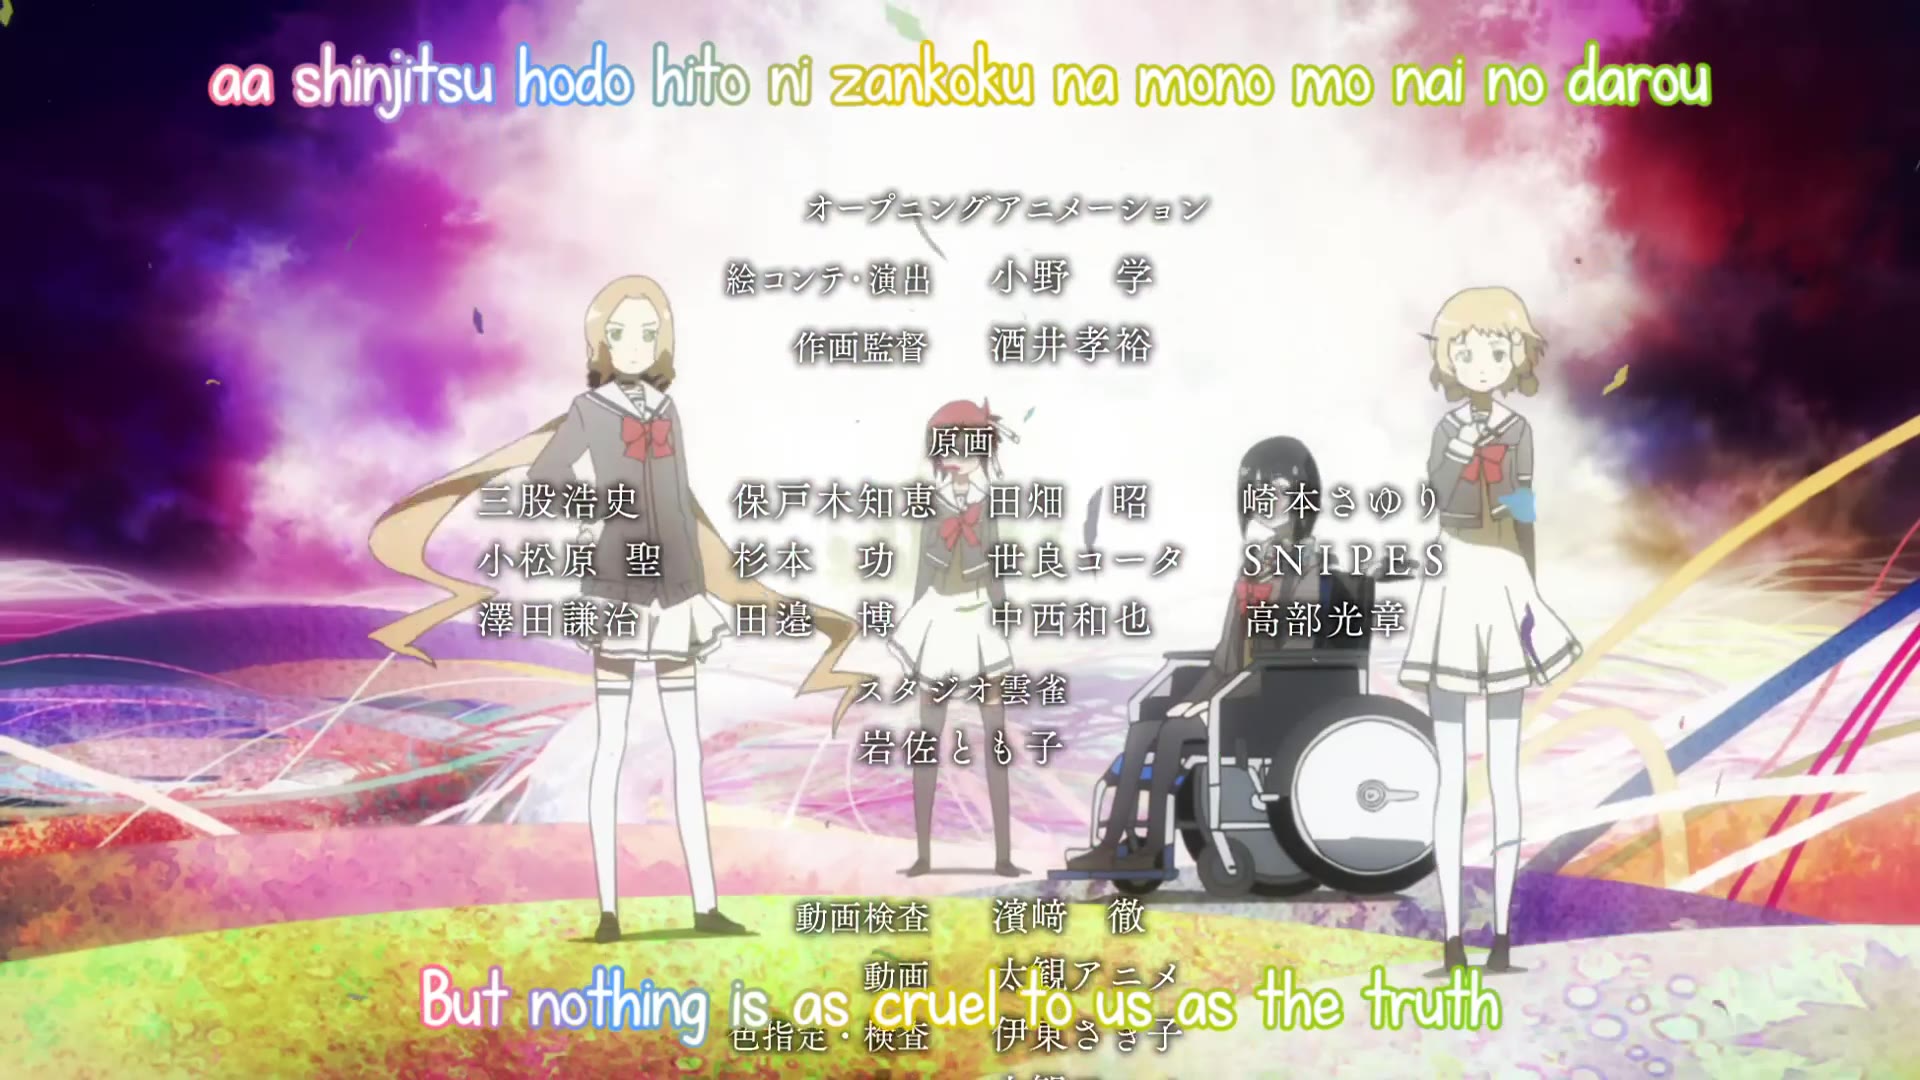 aa shinjitsu hodo hito ni zankoku na mono mo nai no darou
オープニングアニメーション
絵コンテ・演出 小野 学
作画監督 酒井孝裕
原画
三股浩史 保戸木知恵 田畑 昭 崎本さゆり
小松原 聖 杉本 功 世良コータ SNIPES
澤田謙治 田邉 博 中西和也 高部光章
スタジオ雲雀
岩佐とも子
動画検査 濱﨑 徹
動画 太観アニメ
But nothing is as cruel to us as the truth
色指定・検査 伊東さき子